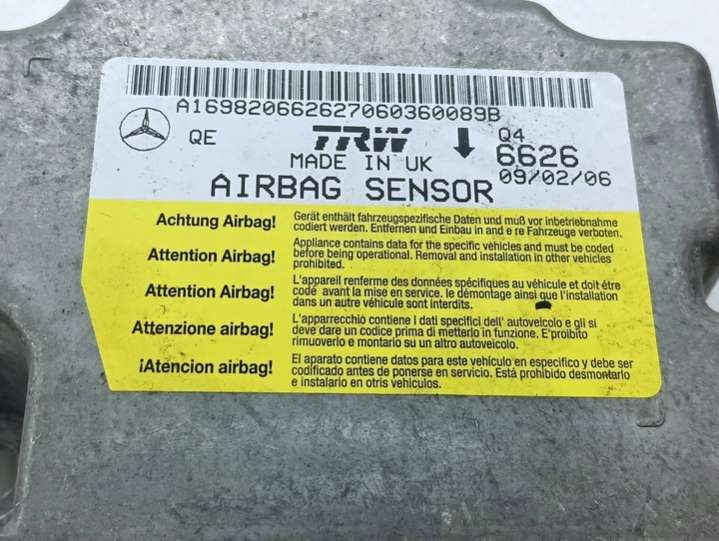 A1698206626270603600089B
QE TRW Q4
MADE IN UK 6626
AIRBAG SENSOR 09/02/06
Achtung Airbag! Gerät enthält fahrzeugspezifische Daten und muß vor inbetriebnahme
codiert werden. Entfernen und Einbau in and e re Fahrzeuge verboten.
Attention Airbag! Appliance contains data for the specific vehicles and must be coded
before being operational. Removal and installation in other vehicles
prohibited.
Attention Airbag! L'appareil renferme des données spécifiques au véhicule et doit être
codé avant la mise en service. le démontage ainsi que l'installation
dans un autre véhicule sont interdits.
Attenzione airbag! L'apparrecchio contiene i dati specifici dell' autoveicolo e gli si
deve dare un codice prima di metterlo in funzione. E'proibito
rimuoverlo e montario su un altro autoveicolo.
¡Atencion airbag! El aparato contiene datos para este vehículo en especifico y debe ser
codificado antes de ponerse en servicio. Está prohibido desmontarlo
e instalarlo en otris vehiculos.